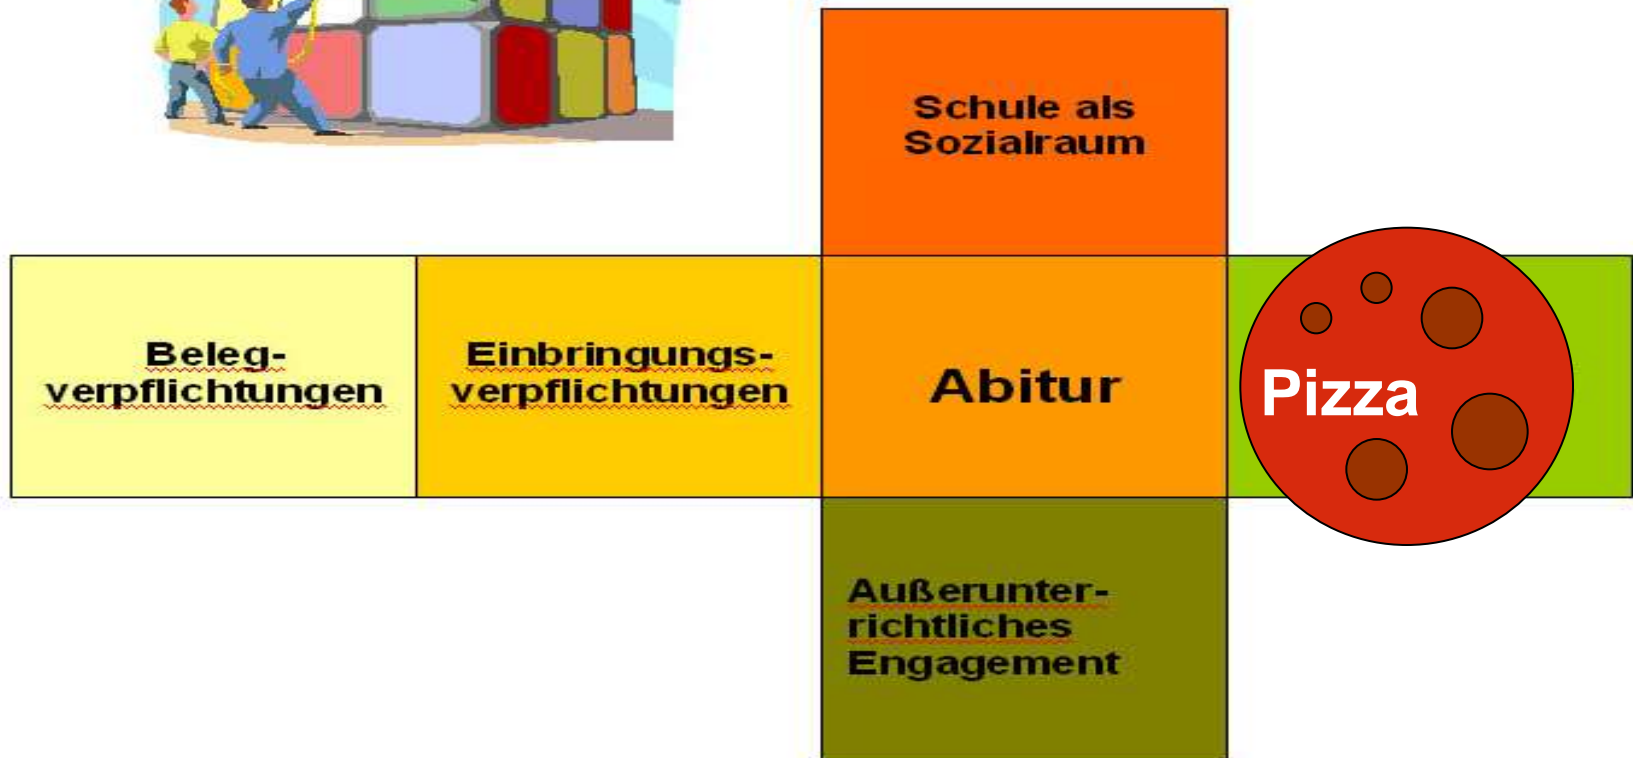 Schule als
Sozialraum
Beleg-
verpflichtungen
Einbringungs-
verpflichtungen
Abitur
Pizza
Außerunter-
richtliches
Engagement